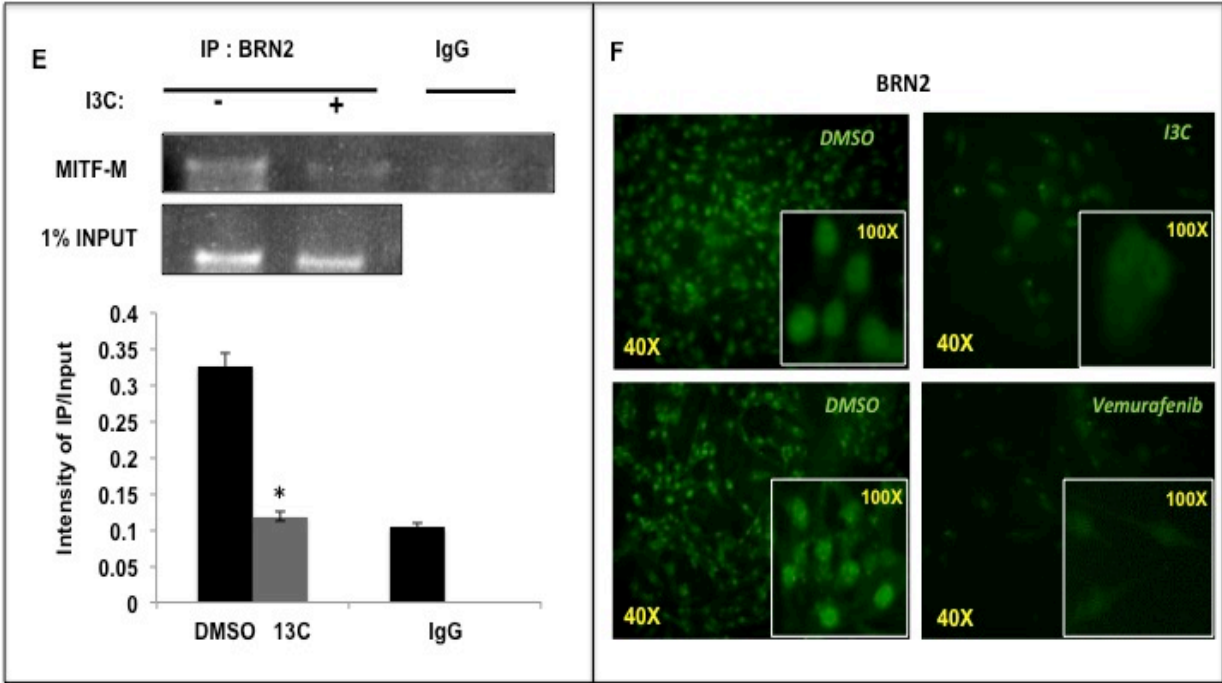 E
IP : BRN2 IgG
I3C: - +
MITF-M
1% INPUT
Intensity of IP/Input
0.4
0.35
0.3
0.25
0.2
0.15
0.1
0.05
0
*
DMSO 13C IgG
F
BRN2
DMSO
100X
40X
I3C
100X
40X
DMSO
100X
40X
Vemurafenib
100X
40X